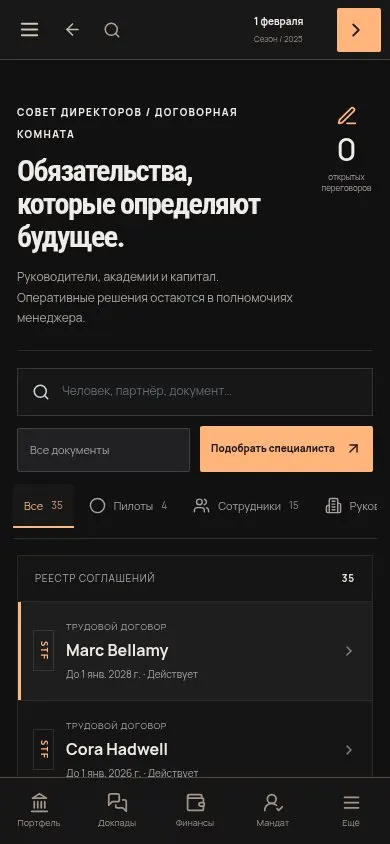 1 февраля
Сезон / 2025
СОВЕТ ДИРЕКТОРОВ / ДОГОВОРНАЯ
КОМНАТА
0
открытых
переговоров
Обязательства,
которые определяют
будущее.
Руководители, академии и капитал.
Оперативные решения остаются в полномочиях
менеджера.
Человек, партнёр, документ...
Все документы
Подобрать специалиста
Все 35
Пилоты 4
Сотрудники 15
Руков
РЕЕСТР СОГЛАШЕНИЙ 35
STF
ТРУДОВОЙ ДОГОВОР
Marc Bellamy
До 1 янв. 2028 г. · Действует
STF
ТРУДОВОЙ ДОГОВОР
Cora Hadwell
До 1 янв. 2026 г. · Действует
Портфель
Доклады
Финансы
Мандат
Ещё